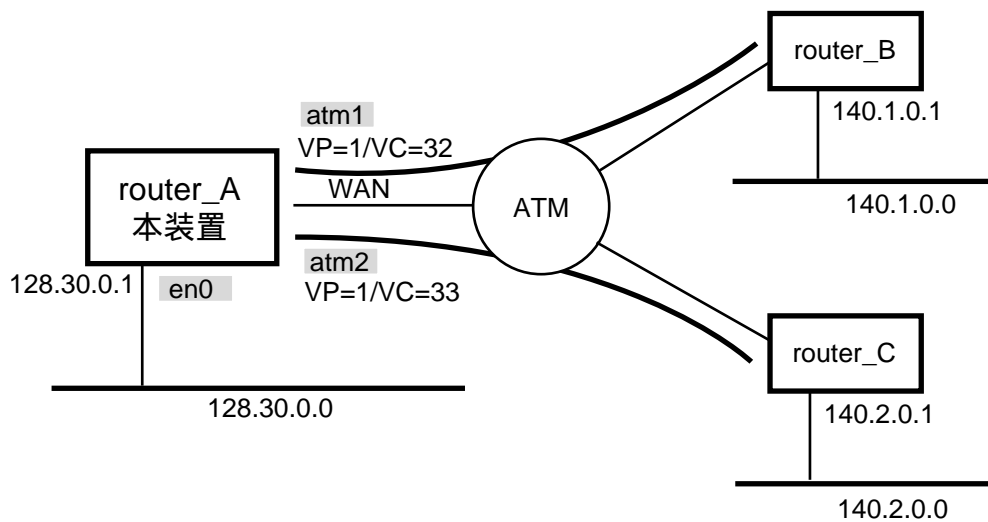 router_B
140.1.0.1
140.1.0.0
atm1
VP=1/VC=32
WAN
router_A
本装置
ATM
atm2
VP=1/VC=33
128.30.0.1
en0
128.30.0.0
router_C
140.2.0.1
140.2.0.0